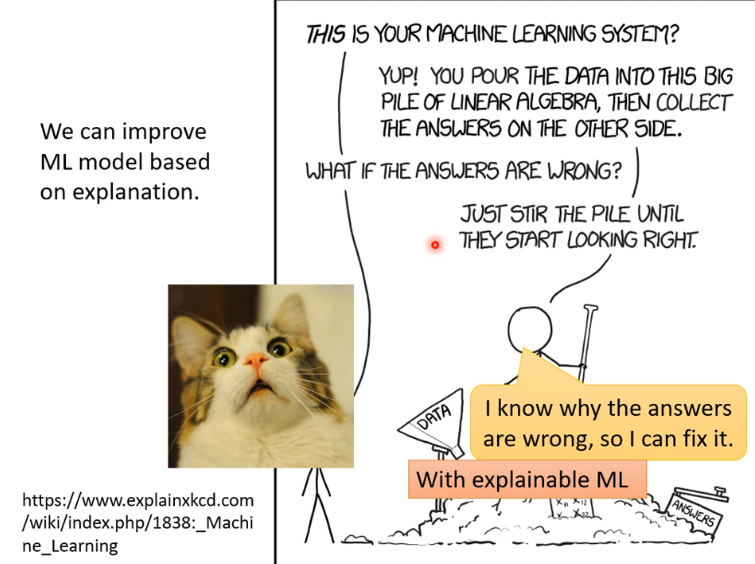 We can improve
ML model based
on explanation.
THIS IS YOUR MACHINE LEARNING SYSTEM?
YUP! YOU POUR THE DATA INTO THIS BIG
PILE OF LINEAR ALGEBRA, THEN COLLECT
THE ANSWERS ON THE OTHER SIDE.
WHAT IF THE ANSWERS ARE WRONG?
JUST STIR THE PILE UNTIL
THEY START LOOKING RIGHT.
DATA
I know why the answers
are wrong, so I can fix it.
With explainable ML
ANSWERS
https://www.explainxkcd.com
/wiki/index.php/1838:_Machi
ne_Learning